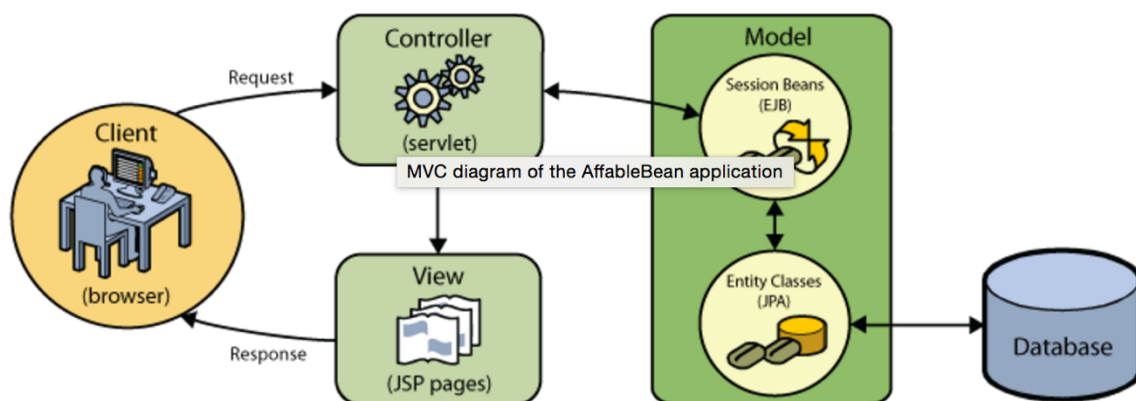 Controller
(servlet)
Model
Session Beans
(EJB)
Request
Client
(browser)
MVC diagram of the AffableBean application
View
(JSP pages)
Response
Entity Classes
(JPA)
Database